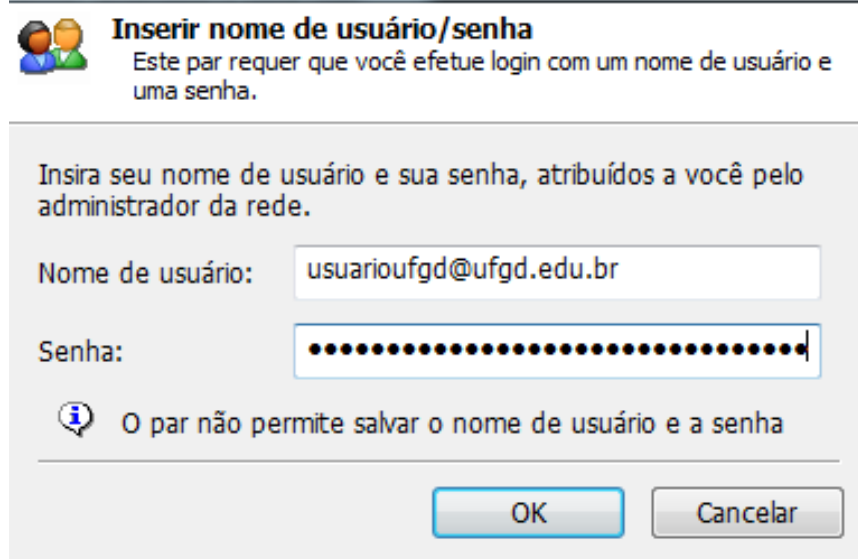 Inserir nome de usuário/senha
Este par requer que você efetue login com um nome de usuário e
uma senha.
Insira seu nome de usuário e sua senha, atribuídos a você pelo
administrador da rede.
Nome de usuário: usuarioufgd@ufgd.edu.br
Senha: ••••••••••••••••••••••••••••••••••
O par não permite salvar o nome de usuário e a senha
OK Cancelar